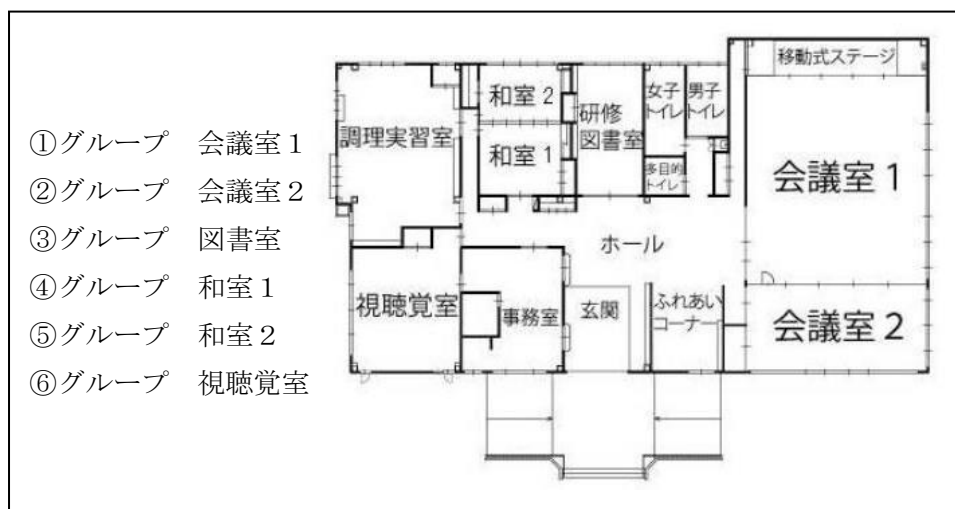 ①グループ　会議室１
②グループ　会議室２
③グループ　図書室
④グループ　和室１
⑤グループ　和室２
⑥グループ　視聴覚室
移動式ステージ
和室 2
女子
トイレ
男子
トイレ
研修
図書室
調理実習室
和室 1
多目的
トイレ
会議室 1
ホール
視聴覚室
事務室
玄関
ふれあい
コーナー
会議室 2